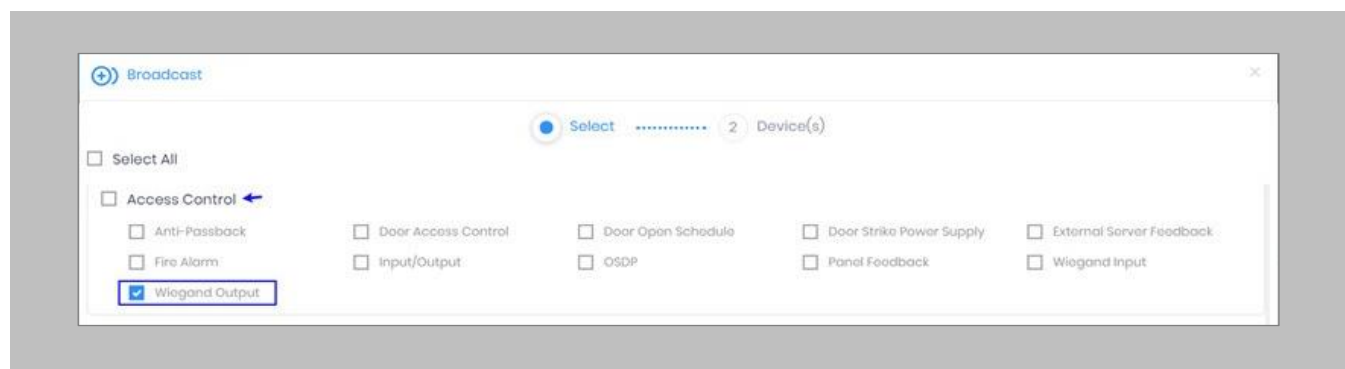 Broadcast
Select 2 Device(s)
Select All
Access Control
Anti-Passback Door Access Control Door Open Schedule Door Strike Power Supply External Server Feedback
Fire Alarm Input/Output OSDP Panel Feedback Wiegand Input
Wiegand Output